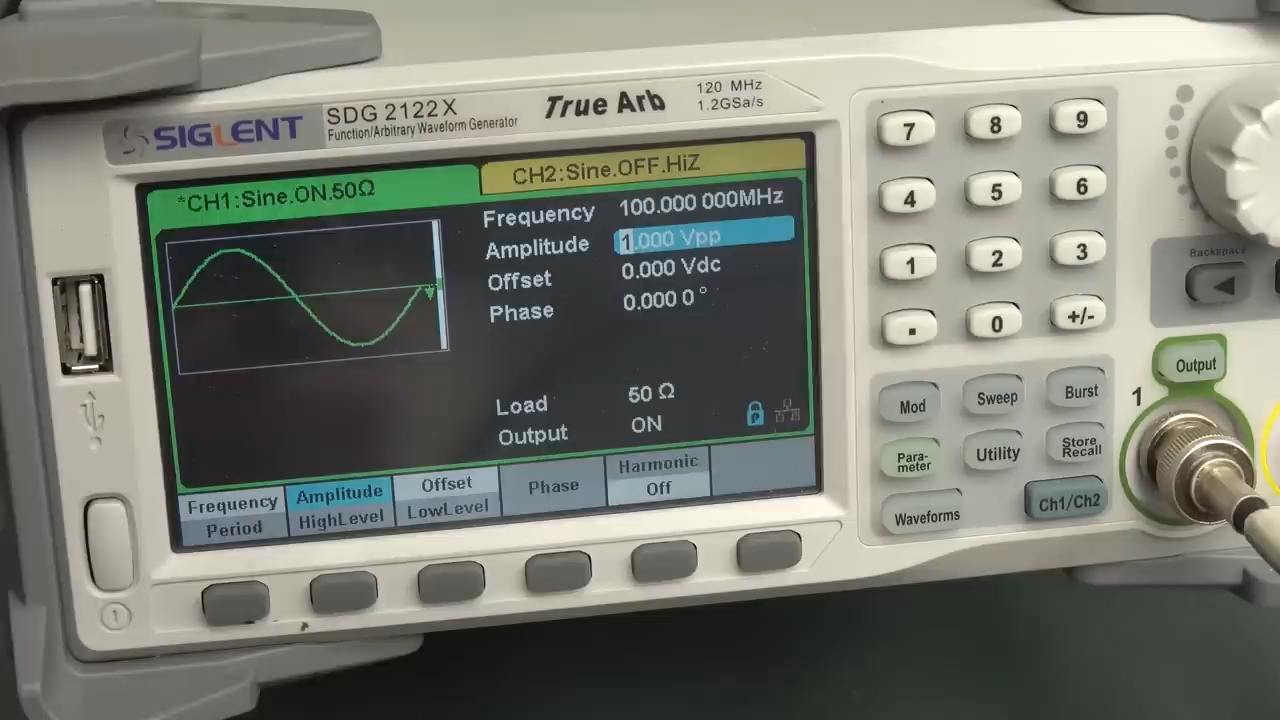 SIGLENT
SDG 2122X
Function/Arbitrary Waveform Generator
True Arb
120 MHz
1.2GSa/s
*CH1:Sine.ON.50Ω
CH2:Sine.OFF.HiZ
Frequency 100.000 000MHz
Amplitude 1.000 Vpp
Offset 0.000 Vdc
Phase 0.000 0 °
Load 50 Ω
Output ON
Frequency
Period
Amplitude
HighLevel
Offset
LowLevel
Phase
Harmonic
Off
7 8 9
4 5 6
1 2 3
. 0 +/-
Backspace
Mod Sweep Burst
Para-
meter
Utility
Store
Recall
Waveforms
Ch1/Ch2
Output
1